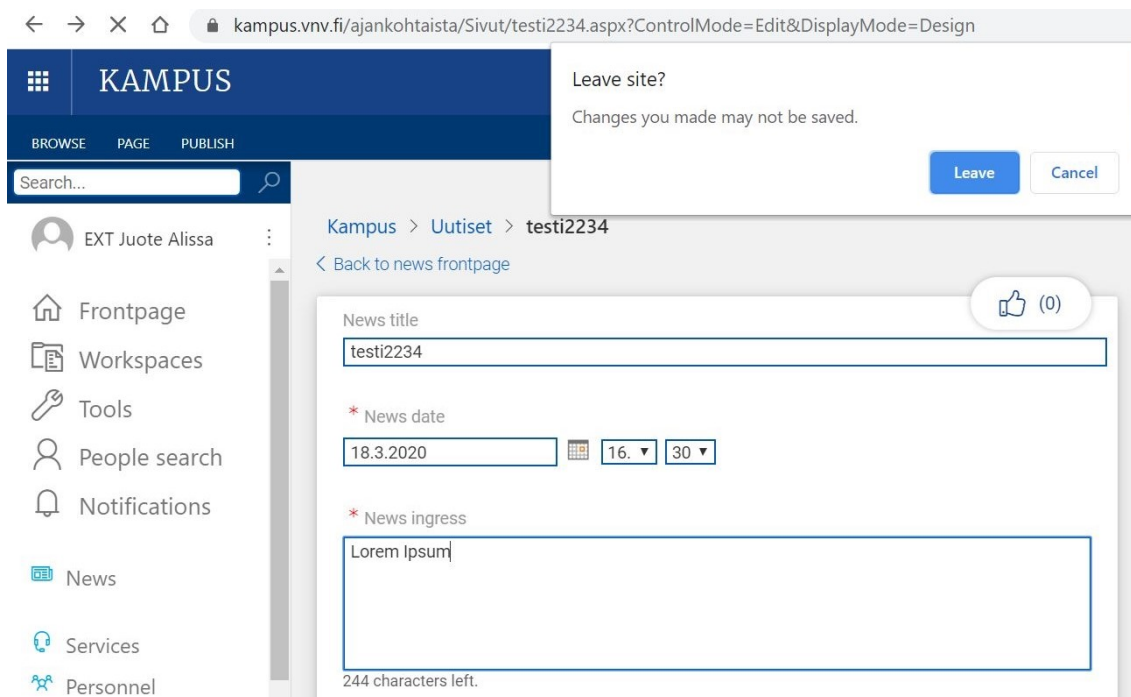 kampus.vnv.fi/ajankohtaista/Sivut/testi2234.aspx?ControlMode=Edit&DisplayMode=Design
KAMPUS
Leave site?
Changes you made may not be saved.
Leave Cancel
BROWSE PAGE PUBLISH
Search...
EXT Juote Alissa
Kampus > Uutiset > testi2234
< Back to news frontpage
(0)
Frontpage
Workspaces
Tools
People search
Notifications
News
Services
Personnel
News title
testi2234
* News date
18.3.2020 16. 30
* News ingress
Lorem Ipsum
244 characters left.